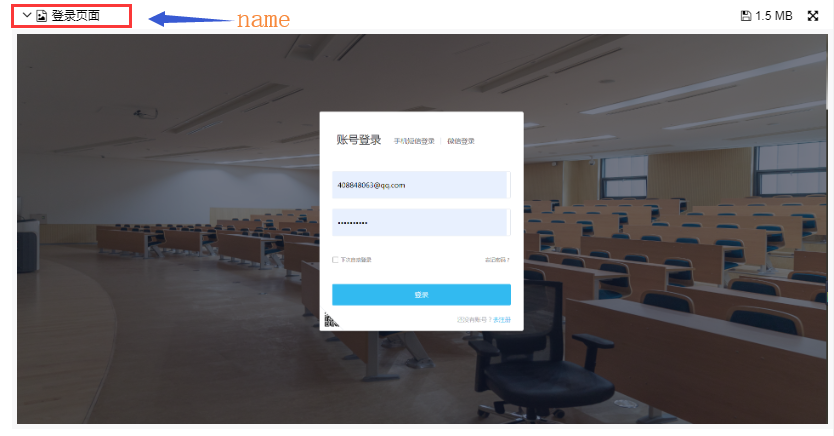 登录页面
name
1.5 MB
账号登录 手机短信登录 | 微信登录
408848063@qq.com
••••••••••
下次自动登录 忘记密码?
登录
还没有账号?去注册